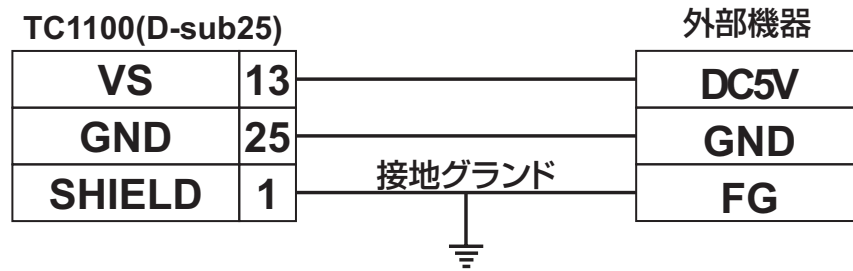 TC1100(D-sub25) 外部機器
VS 13 DC5V
GND 25 GND
接地グランド
SHIELD 1 FG